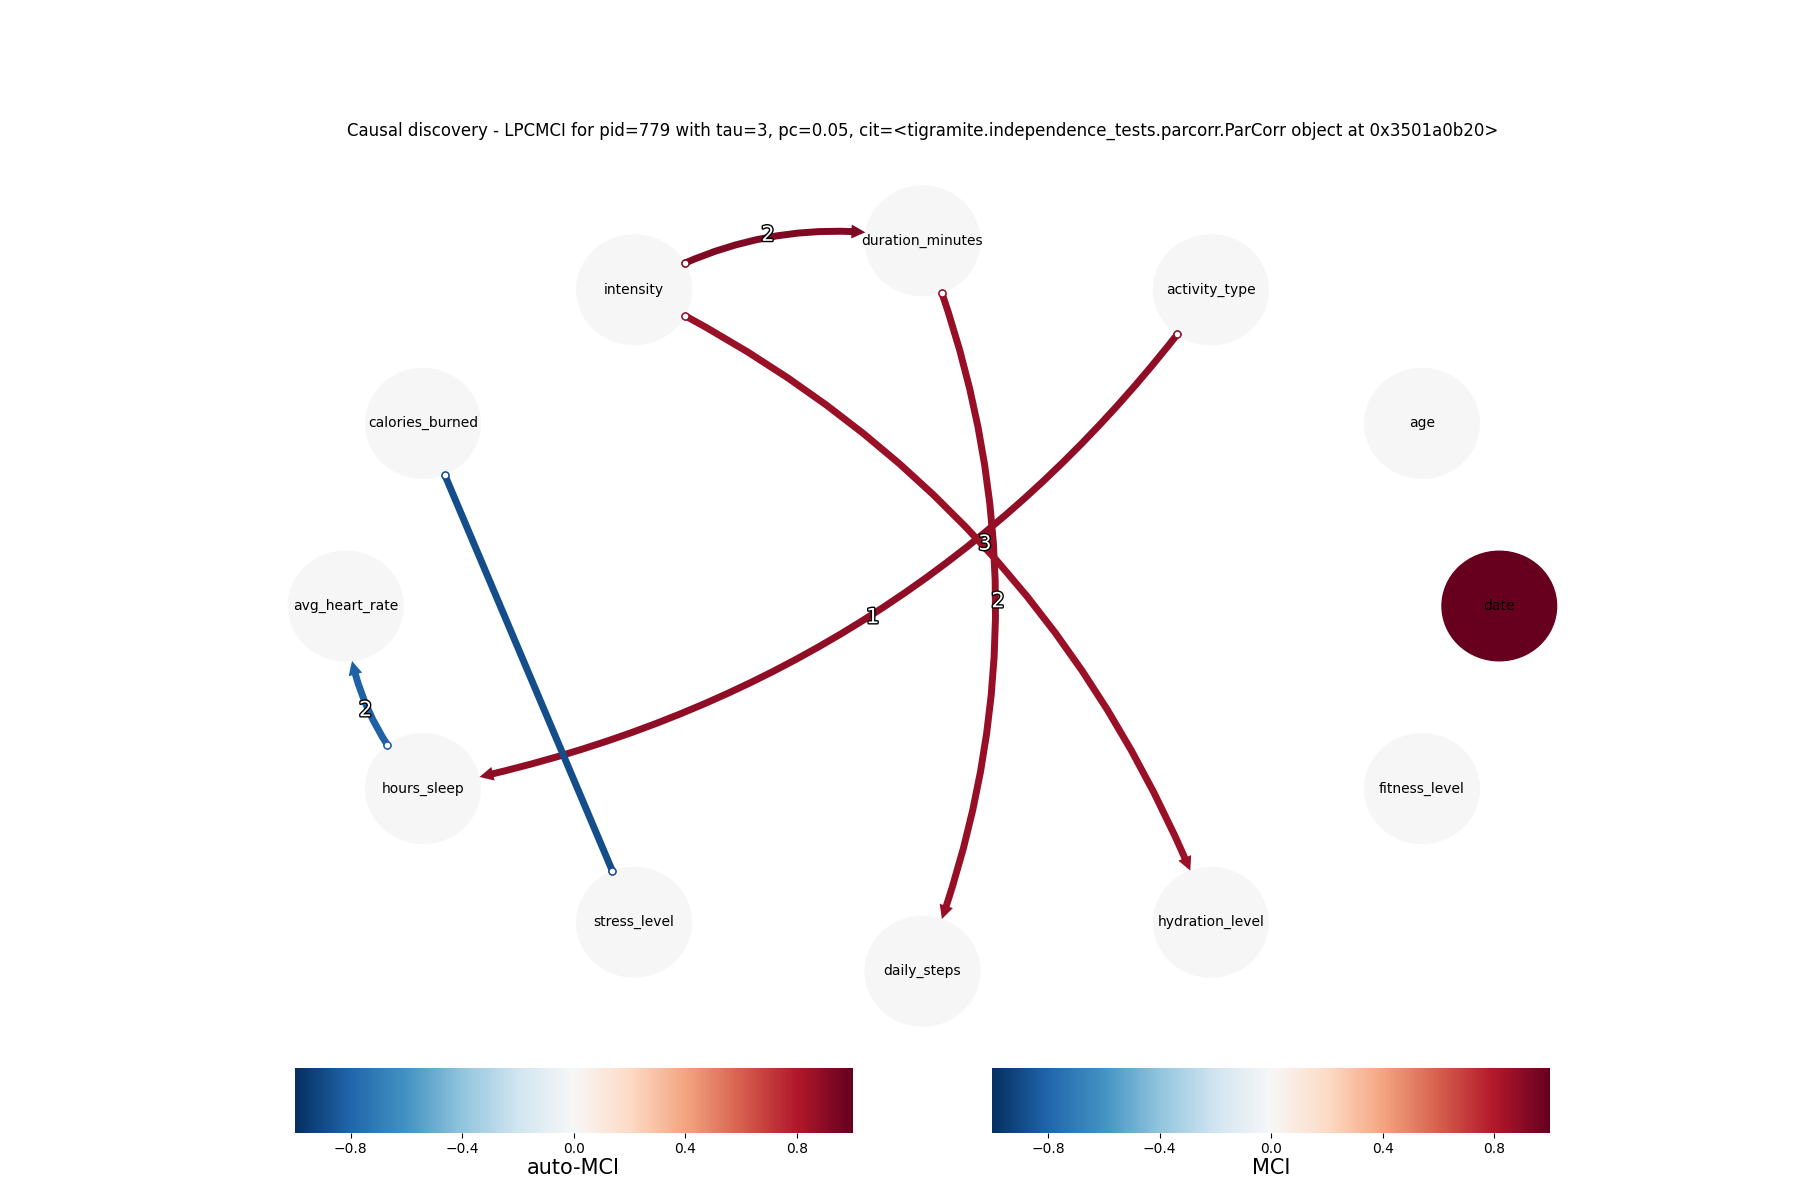 Causal discovery - LPCMCI for pid=779 with tau=3, pc=0.05, cit=<tigramite.independence_tests.parcorr.ParCorr object at 0x3501a0b20>
2
duration_minutes
intensity
activity_type
calories_burned
age
3
avg_heart_rate
2
date
1
2
hours_sleep
fitness_level
stress_level
hydration_level
daily_steps
−0.8 −0.4 0.0 0.4 0.8
auto-MCI
−0.8 −0.4 0.0 0.4 0.8
MCI